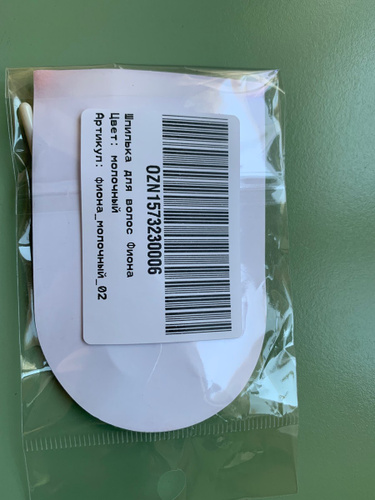 OZN1573230006
Шпилька для волос Фиона
Цвет: молочный
Артикул: фиона_молочный_02